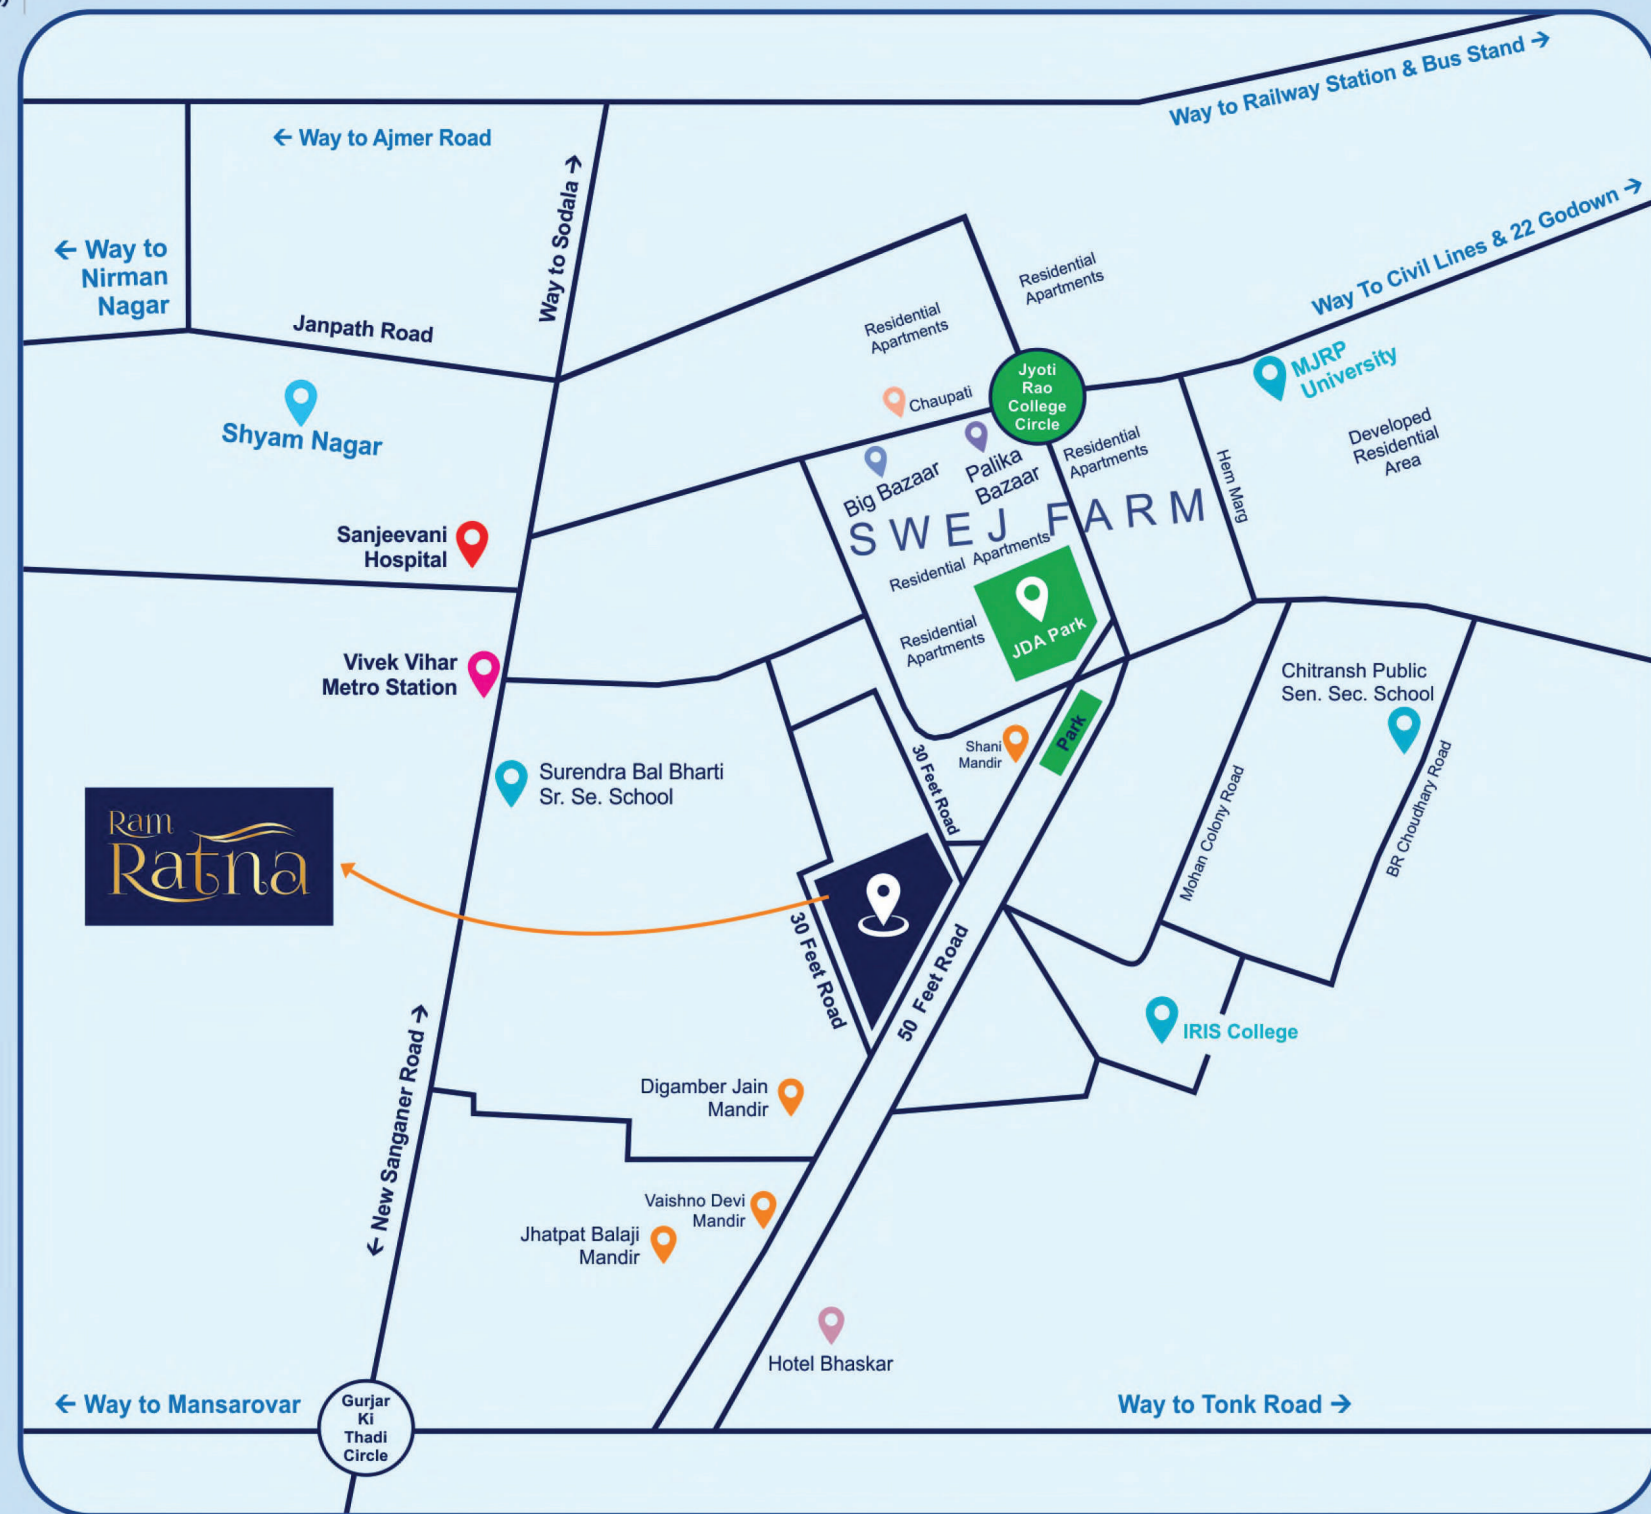 Way to Railway Station & Bus Stand →
← Way to Ajmer Road
Way to Sodala →
← Way to
Nirman
Nagar
Way To Civil Lines & 22 Godown →
Residential
Apartments
Residential
Apartments
Janpath Road
Jyoti
Rao
College
Circle
MJRP
University
Chaupati
Shyam Nagar
Developed
Residential
Area
Residential
Apartments
Big Bazaar
Palika
Bazaar
Hem Marg
SWEJ FARM
Sanjeevani
Hospital
Residential Apartments
JDA Park
Residential
Apartments
Vivek Vihar
Metro Station
Chitransh Public
Sen. Sec. School
Park
Shani
Mandir
30 Feet Road
Surendra Bal Bharti
Sr. Se. School
Mohan Colony Road
BR Choudhary Road
Ram
Ratna
30 Feet Road
50 Feet Road
IRIS College
← New Sanganer Road →
Digamber Jain
Mandir
Vaishno Devi
Mandir
Jhatpat Balaji
Mandir
Hotel Bhaskar
← Way to Mansarovar
Gurjar
Ki
Thadi
Circle
Way to Tonk Road →